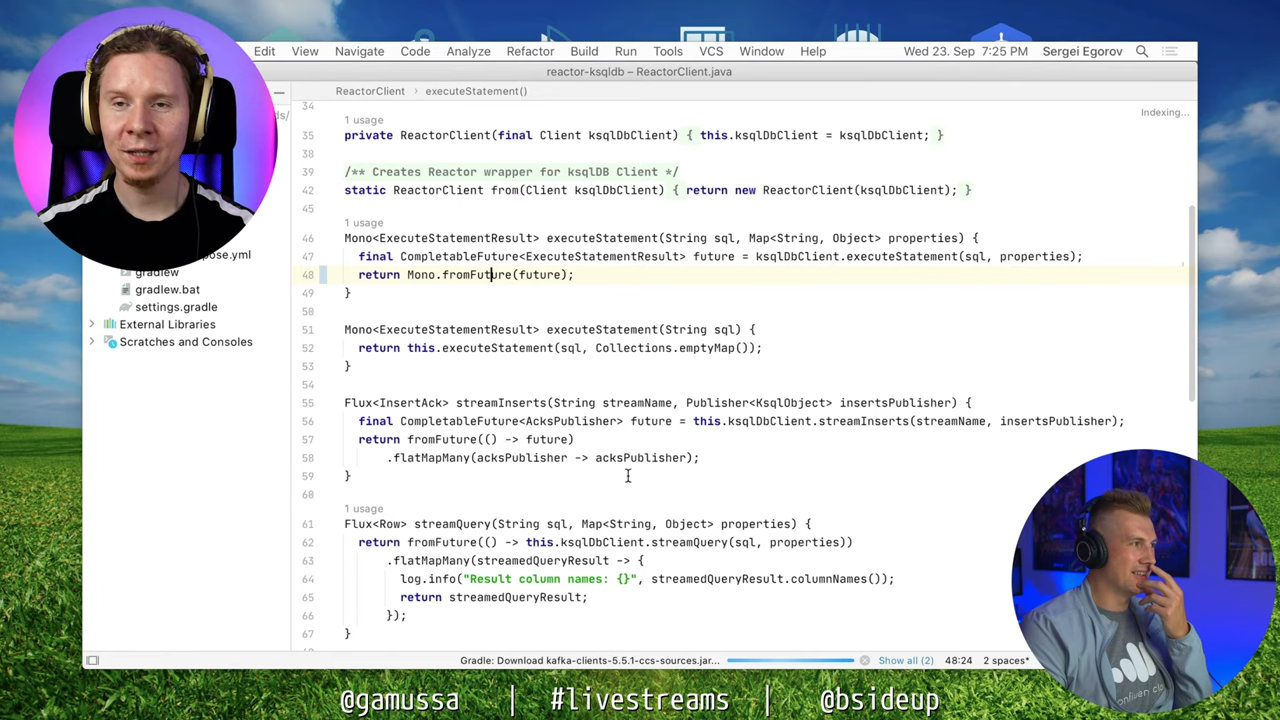 Edit View Navigate Code Analyze Refactor Build Run Tools VCS Window Help Wed 23. Sep 7:25 PM Sergei Egorov
reactor-ksqldb – ReactorClient.java
ReactorClient > executeStatement()
ds/
Indexing...
34
1 usage
35 private ReactorClient(final Client ksqlDbClient) { this.ksqlDbClient = ksqlDbClient; }
38
39 /** Creates Reactor wrapper for ksqlDB Client */
42 static ReactorClient from(Client ksqlDbClient) { return new ReactorClient(ksqlDbClient); }
45
1 usage
46 Mono<ExecuteStatementResult> executeStatement(String sql, Map<String, Object> properties) {
47 final CompletableFuture<ExecuteStatementResult> future = ksqlDbClient.executeStatement(sql, properties);
48 return Mono.fromFuture(future);
49 }
50
51 Mono<ExecuteStatementResult> executeStatement(String sql) {
52 return this.executeStatement(sql, Collections.emptyMap());
53 }
54
55 Flux<InsertAck> streamInserts(String streamName, Publisher<KsqlObject> insertsPublisher) {
56 final CompletableFuture<AcksPublisher> future = this.ksqlDbClient.streamInserts(streamName, insertsPublisher);
57 return fromFuture(() -> future)
58 .flatMapMany(acksPublisher -> acksPublisher);
59 }
60
1 usage
61 Flux<Row> streamQuery(String sql, Map<String, Object> properties) {
62 return fromFuture(() -> this.ksqlDbClient.streamQuery(sql, properties))
63 .flatMapMany(streamedQueryResult -> {
64 log.info("Result column names: {}", streamedQueryResult.columnNames());
65 return streamedQueryResult;
66 });
67 }
pose.yml
gradlew
gradlew.bat
settings.gradle
External Libraries
Scratches and Consoles
Gradle: Download kafka-clients-5.5.1-ccs-sources.jar... Show all (2) 48:24 2 spaces*
@gamussa | #livestreams | @bsideup